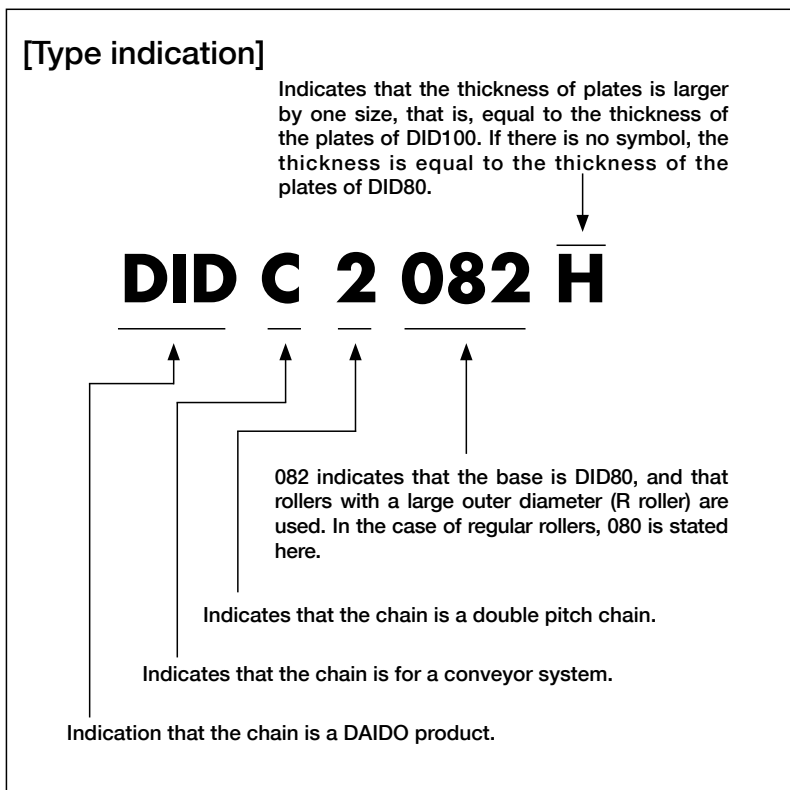 [Type indication]
Indicates that the thickness of plates is larger
by one size, that is, equal to the thickness of
the plates of DID100. If there is no symbol, the
thickness is equal to the thickness of the
plates of DID80.
DID C 2 082 H
082 indicates that the base is DID80, and that
rollers with a large outer diameter (R roller) are
used. In the case of regular rollers, 080 is stated
here.
Indicates that the chain is a double pitch chain.
Indicates that the chain is for a conveyor system.
Indication that the chain is a DAIDO product.